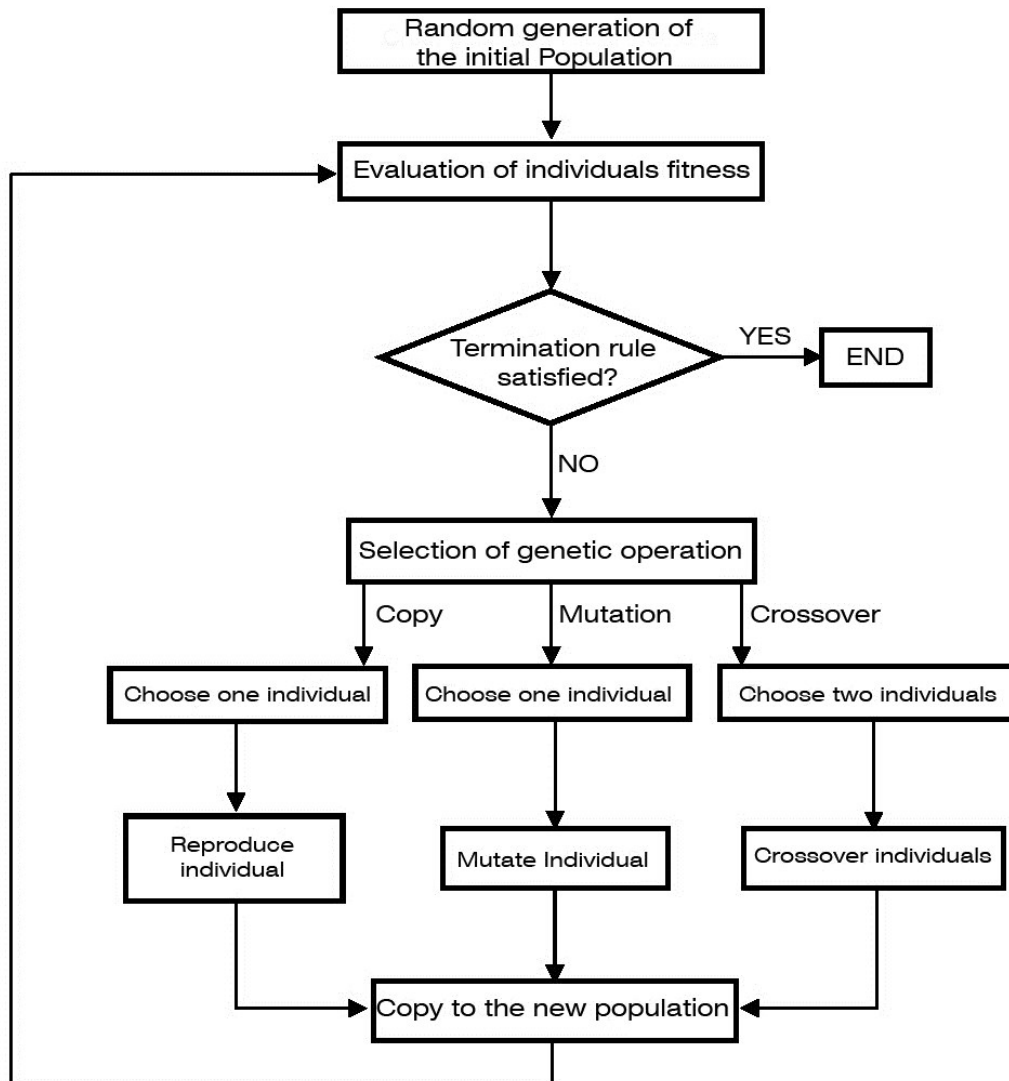 Random generation of
the initial Population
Evaluation of individuals fitness
Termination rule
satisfied?
YES
END
NO
Selection of genetic operation
Copy
Mutation
Crossover
Choose one individual
Choose one individual
Choose two individuals
Reproduce
individual
Mutate Individual
Crossover individuals
Copy to the new population